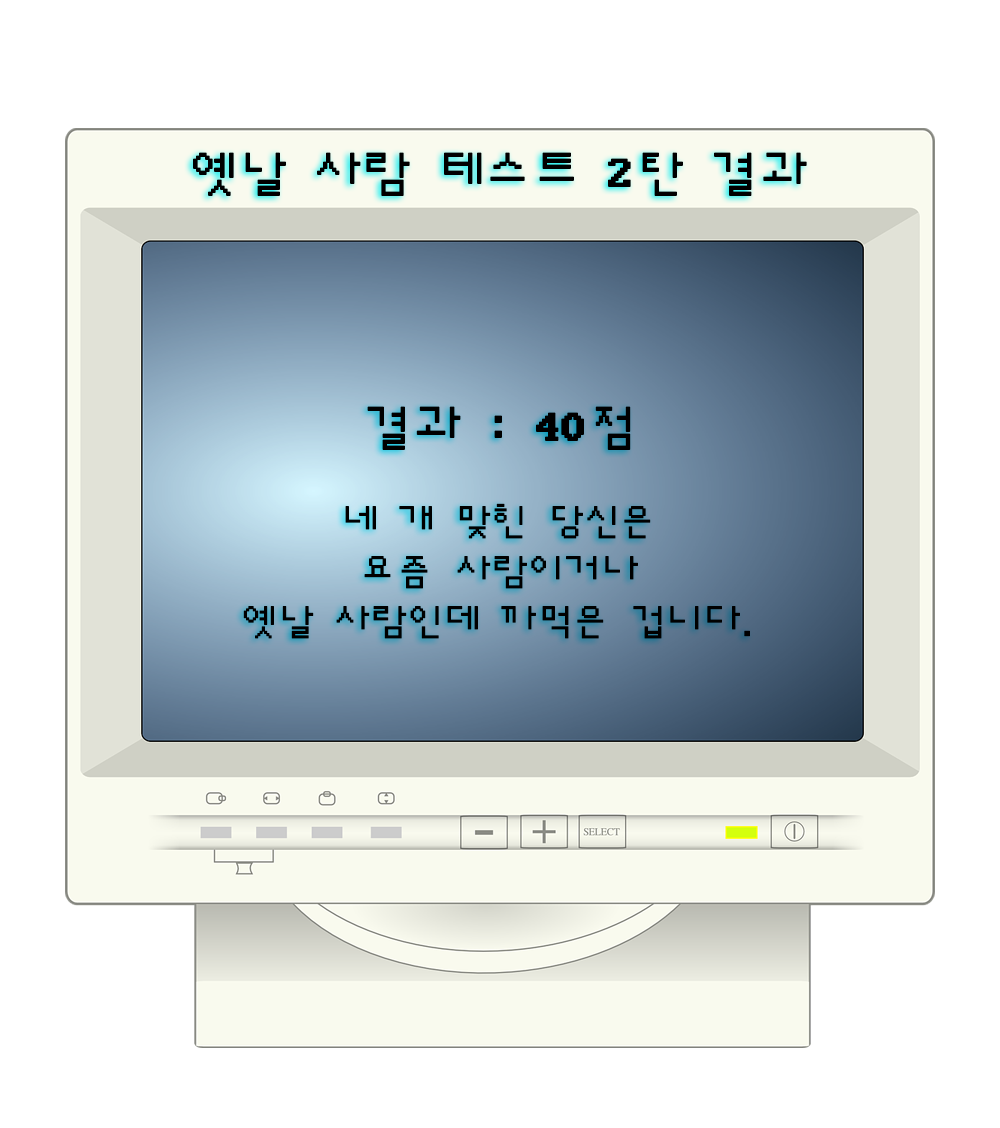 옛날 사람 테스트 2탄 결과
결과 : 40점
네 개 맞힌 당신은
요즘 사람이거나
옛날 사람인데 까먹은 겁니다.
SELECT